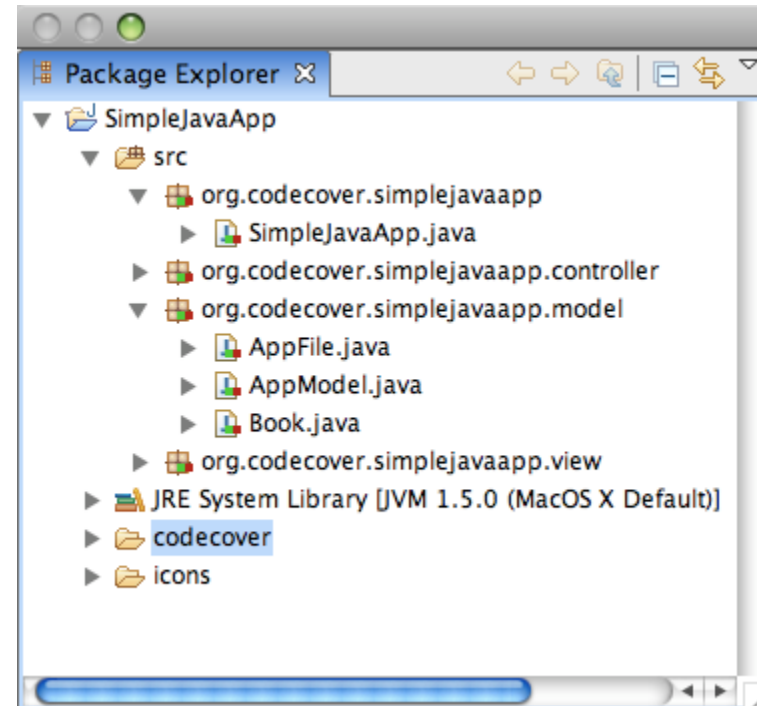 Package Explorer
SimpleJavaApp
src
org.codecover.simplejavaapp
SimpleJavaApp.java
org.codecover.simplejavaapp.controller
org.codecover.simplejavaapp.model
AppFile.java
AppModel.java
Book.java
org.codecover.simplejavaapp.view
JRE System Library [JVM 1.5.0 (MacOS X Default)]
codecover
icons